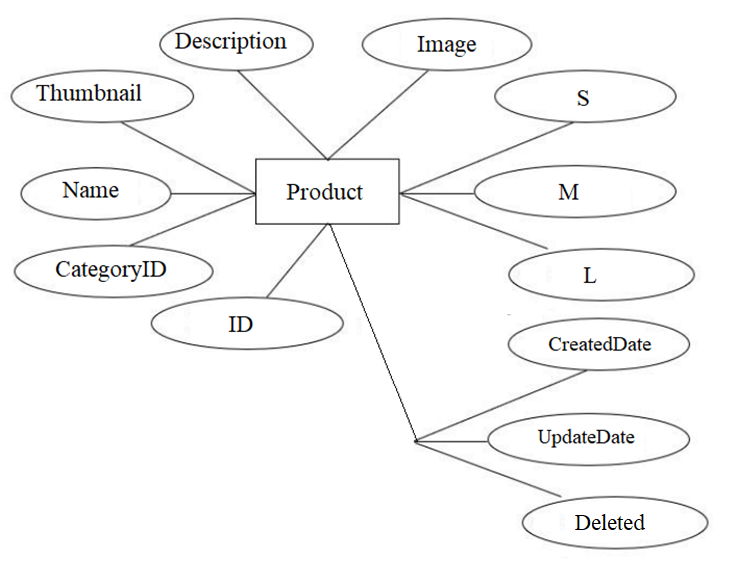 Description
Image
Thumbnail
S
Name
Product
M
CategoryID
L
ID
CreatedDate
UpdateDate
Deleted